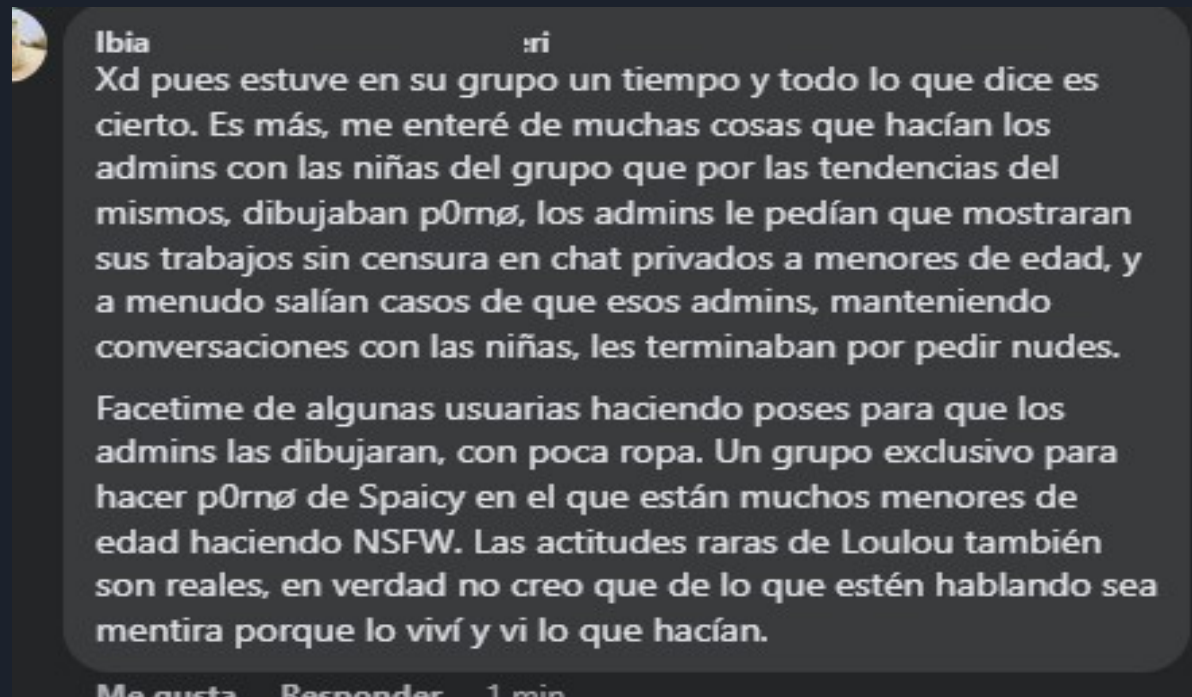 Ibia
Xd pues estuve en su grupo un tiempo y todo lo que dice es
cierto. Es más, me enteré de muchas cosas que hacían los
admins con las niñas del grupo que por las tendencias del
mismos, dibujaban p0rnø, los admins le pedían que mostraran
sus trabajos sin censura en chat privados a menores de edad, y
a menudo salían casos de que esos admins, manteniendo
conversaciones con las niñas, les terminaban por pedir nudes.
Facetime de algunas usuarias haciendo poses para que los
admins las dibujaran, con poca ropa. Un grupo exclusivo para
hacer p0rnø de Spaicy en el que están muchos menores de
edad haciendo NSFW. Las actitudes raras de Loulou también
son reales, en verdad no creo que de lo que estén hablando sea
mentira porque lo viví y vi lo que hacían.
Me gusta Responder 1 min